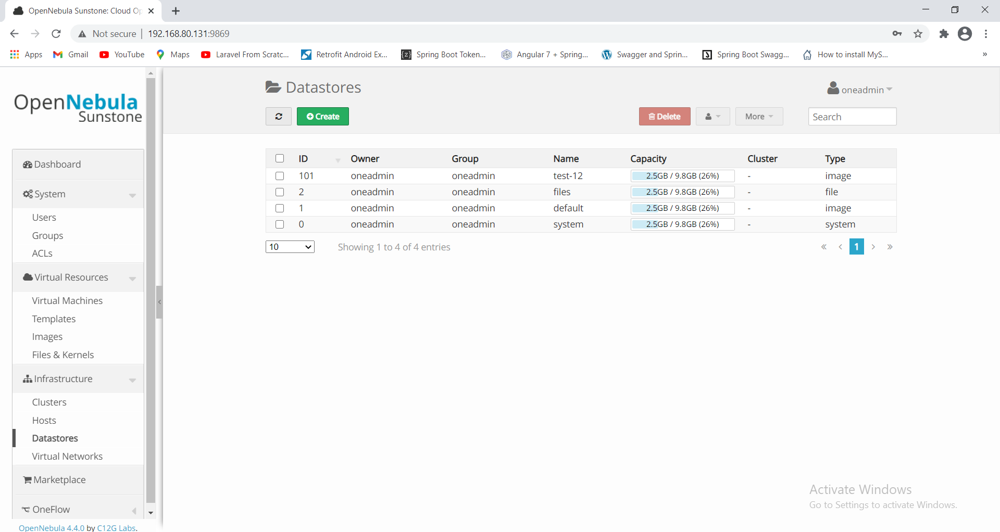 OpenNebula Sunstone: Cloud Op
Not secure | 192.168.80.131:9869
Apps Gmail YouTube Maps Laravel From Scratc... Retrofit Android Ex... Spring Boot Token... Angular 7 + Spring... Swagger and Sprin... Spring Boot Swagg... How to install MyS... »
OpenNebula
Sunstone
Dashboard
System
Users
Groups
ACLs
Virtual Resources
Virtual Machines
Templates
Images
Files & Kernels
Infrastructure
Clusters
Hosts
Datastores
Virtual Networks
Marketplace
OneFlow
OpenNebula 4.4.0 by C12G Labs.
Datastores
oneadmin
Create
Delete
More
Search
ID Owner Group Name Capacity Cluster Type
101 oneadmin oneadmin test-12 2.5GB / 9.8GB (26%) - image
2 oneadmin oneadmin files 2.5GB / 9.8GB (26%) - file
1 oneadmin oneadmin default 2.5GB / 9.8GB (26%) - image
0 oneadmin oneadmin system 2.5GB / 9.8GB (26%) - system
10 Showing 1 to 4 of 4 entries « ‹ 1 › »
Activate Windows
Go to Settings to activate Windows.